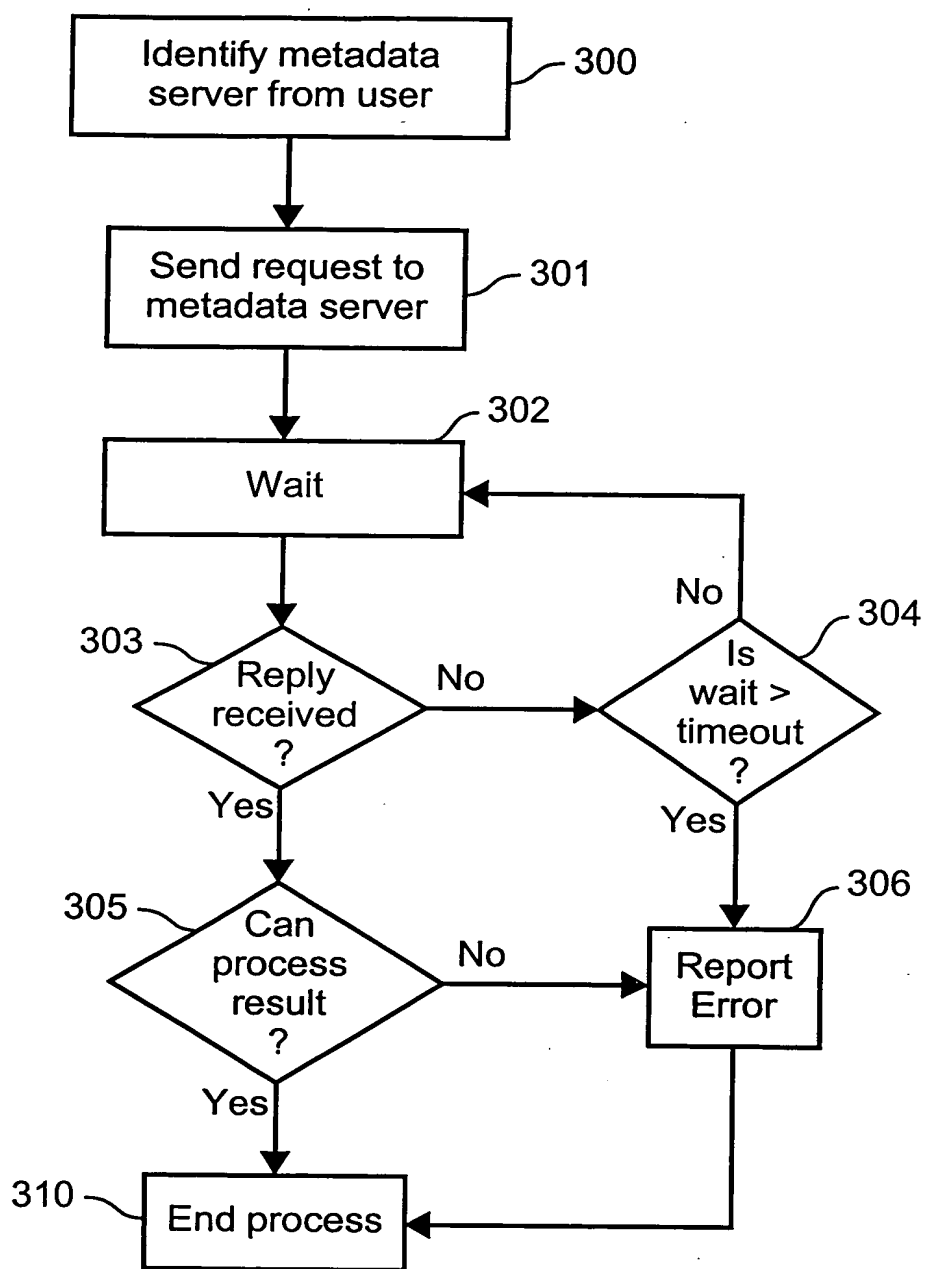 Identify metadata
server from user
300
Send request to
metadata server
301
302
Wait
No
303
Reply
received
?
No
304
Is
wait >
timeout
?
Yes
Yes
305
Can
process
result
?
No
306
Report
Error
Yes
310
End process